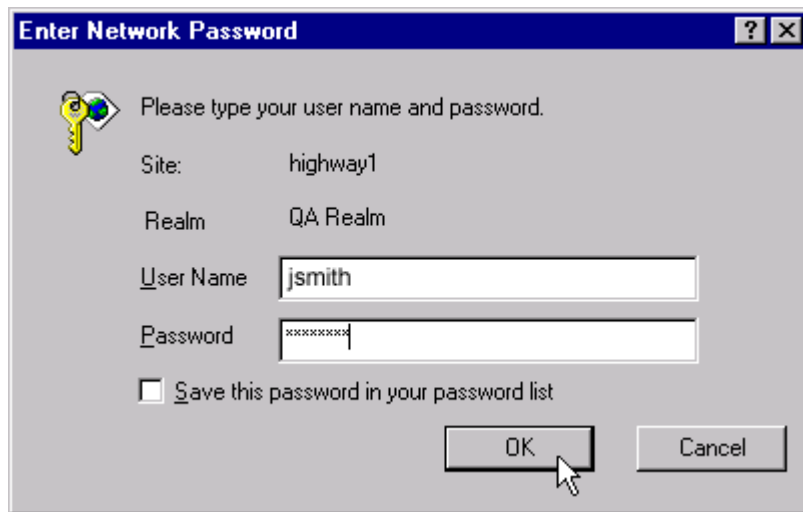 Enter Network Password
Please type your user name and password.
Site: highway1
Realm QA Realm
User Name jsmith
Password ********
Save this password in your password list
OK Cancel